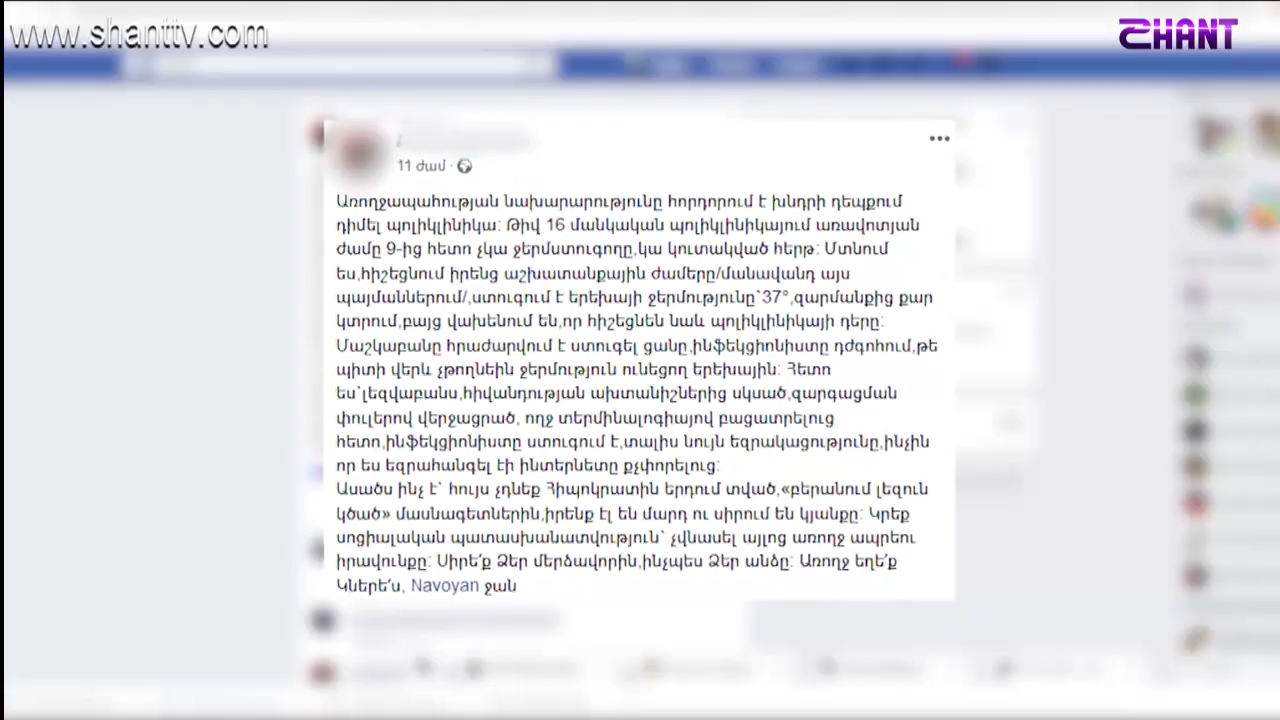 www.shanttv.com
SHANT
11 ժամ ·
Առողջապահության նախարարությունը հորդորում է խնդրի դեպքում
դիմել պոլիկլինիկա: Թիվ 16 մանկական պոլիկլինիկայում առավոտյան
ժամը 9-ից հետո չկա ջերմստուգողը,կա կուտակված հերթ: Մտնում
ես,հիշեցնում իրենց աշխատանքային ժամերը/մանավանդ այս
պայմաններում/,ստուգում է երեխայի ջերմությունը`37°,զարմանքից քար
կտրում,բայց վախենում են,որ հիշեցնեն նաև պոլիկլինիկայի դերը:
Մաշկաբանը հրաժարվում է ստուգել ցանը,ինֆեկցիոնիստը դժգոհում,թե
պիտի վերև չթողնեին ջերմություն ունեցող երեխային: Հետո
ես`լեզվաբանս,հիվանդության ախտանիշներից սկսած,զարգացման
փուլերով վերջացրած, ողջ տերմինալոգիայով բացատրելուց
հետո,ինֆեկցիոնիստը ստուգում է,տալիս նույն եզրակացությունը,ինչին
որ ես եզրահանգել էի ինտերնետը քչփորելուց:
Ասածս ինչ է` հույս չդնեք Հիպոկրատին երդում տված,«բերանում լեզուն
կծած» մասնագետներին,իրենք էլ են մարդ ու սիրում են կյանքը: Կրեք
սոցիալական պատասխանատվություն` չվնասել այլոց առողջ ապրեու
իրավունքը: Սիրե՛ք Ձեր մերձավորին,ինչպես Ձեր անձը: Առողջ եղե՛ք
Կներե՛ս, Navoyan ջան